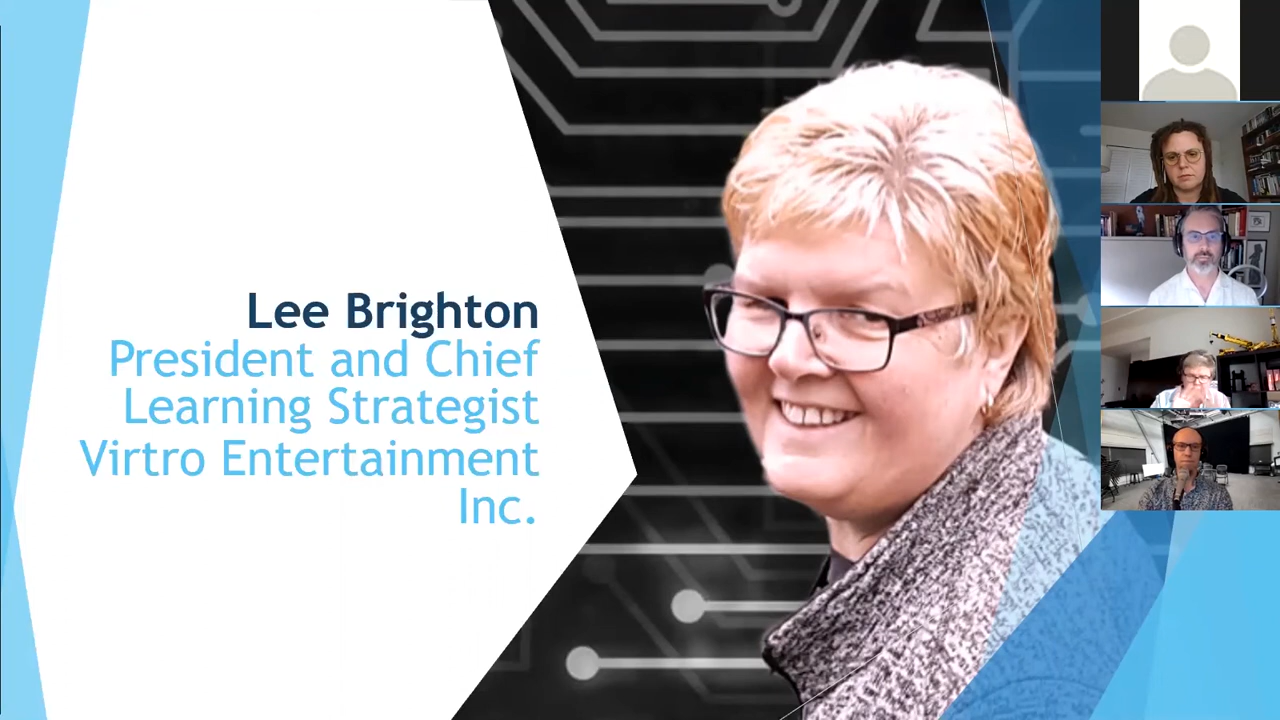 Lee Brighton
President and Chief
Learning Strategist
Virtro Entertainment
Inc.